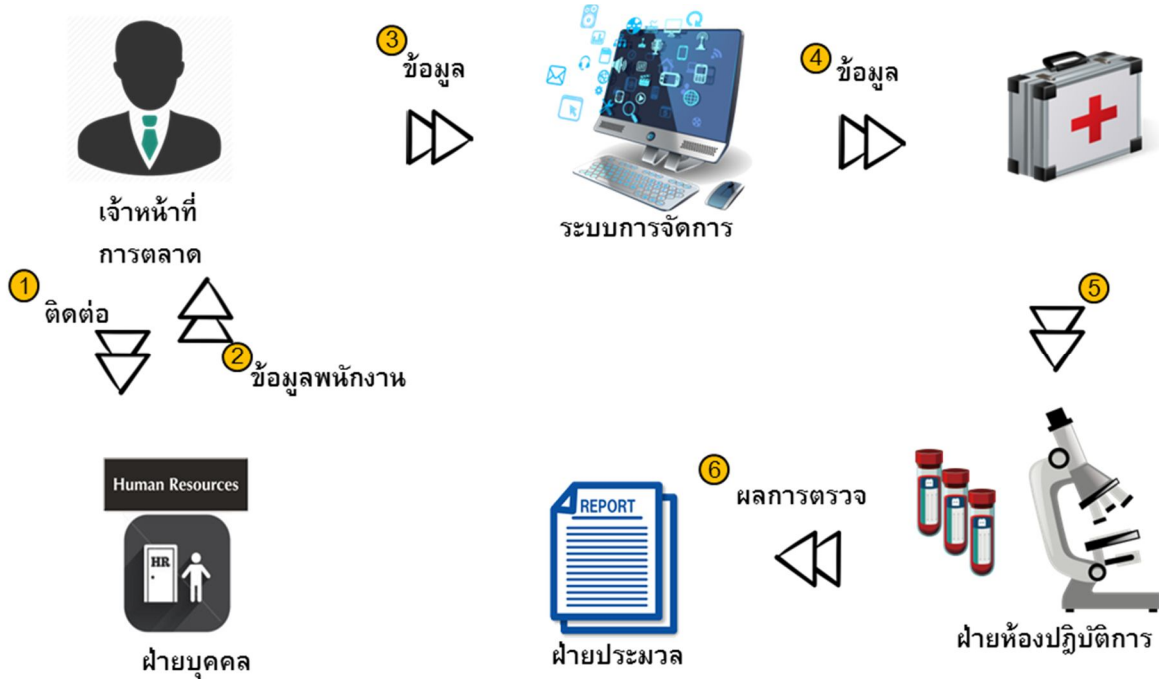 3
ข้อมูล
4
ข้อมูล
เจ้าหน้าที่
การตลาด
ระบบการจัดการ
1
ติดต่อ
2
ข้อมูลพนักงาน
5
Human Resources
HR
ฝ่ายบุคคล
REPORT
ฝ่ายประมวล
6
ผลการตรวจ
ฝ่ายห้องปฎิบัติการ